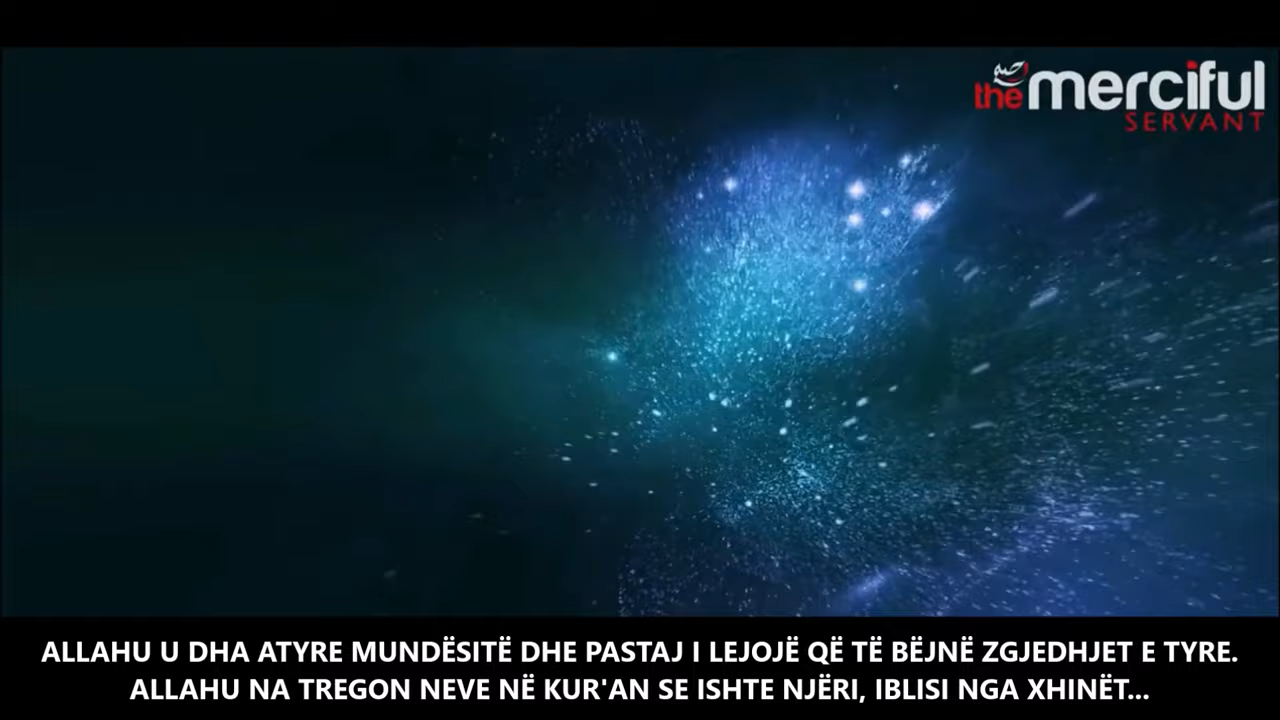 the merciful
SERVANT
ALLAHU U DHA ATYRE MUNDËSITË DHE PASTAJ I LEJOJË QË TË BËJNË ZGJEDHJET E TYRE.
ALLAHU NA TREGON NEVE NË KUR'AN SE ISHTE NJËRI, IBLISI NGA XHINËT...